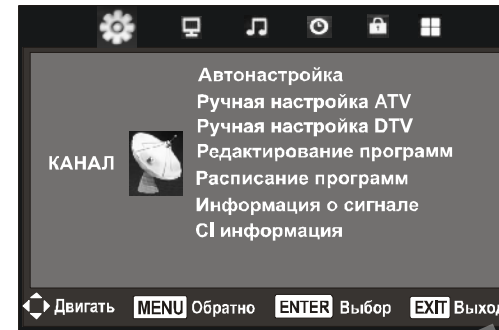 Автонастройка
Ручная настройка ATV
Ручная настройка DTV
Редактирование программ
КАНАЛ
Расписание программ
Информация о сигнале
CI информация
Двигать MENU Обратно ENTER Выбор EXIT Выход